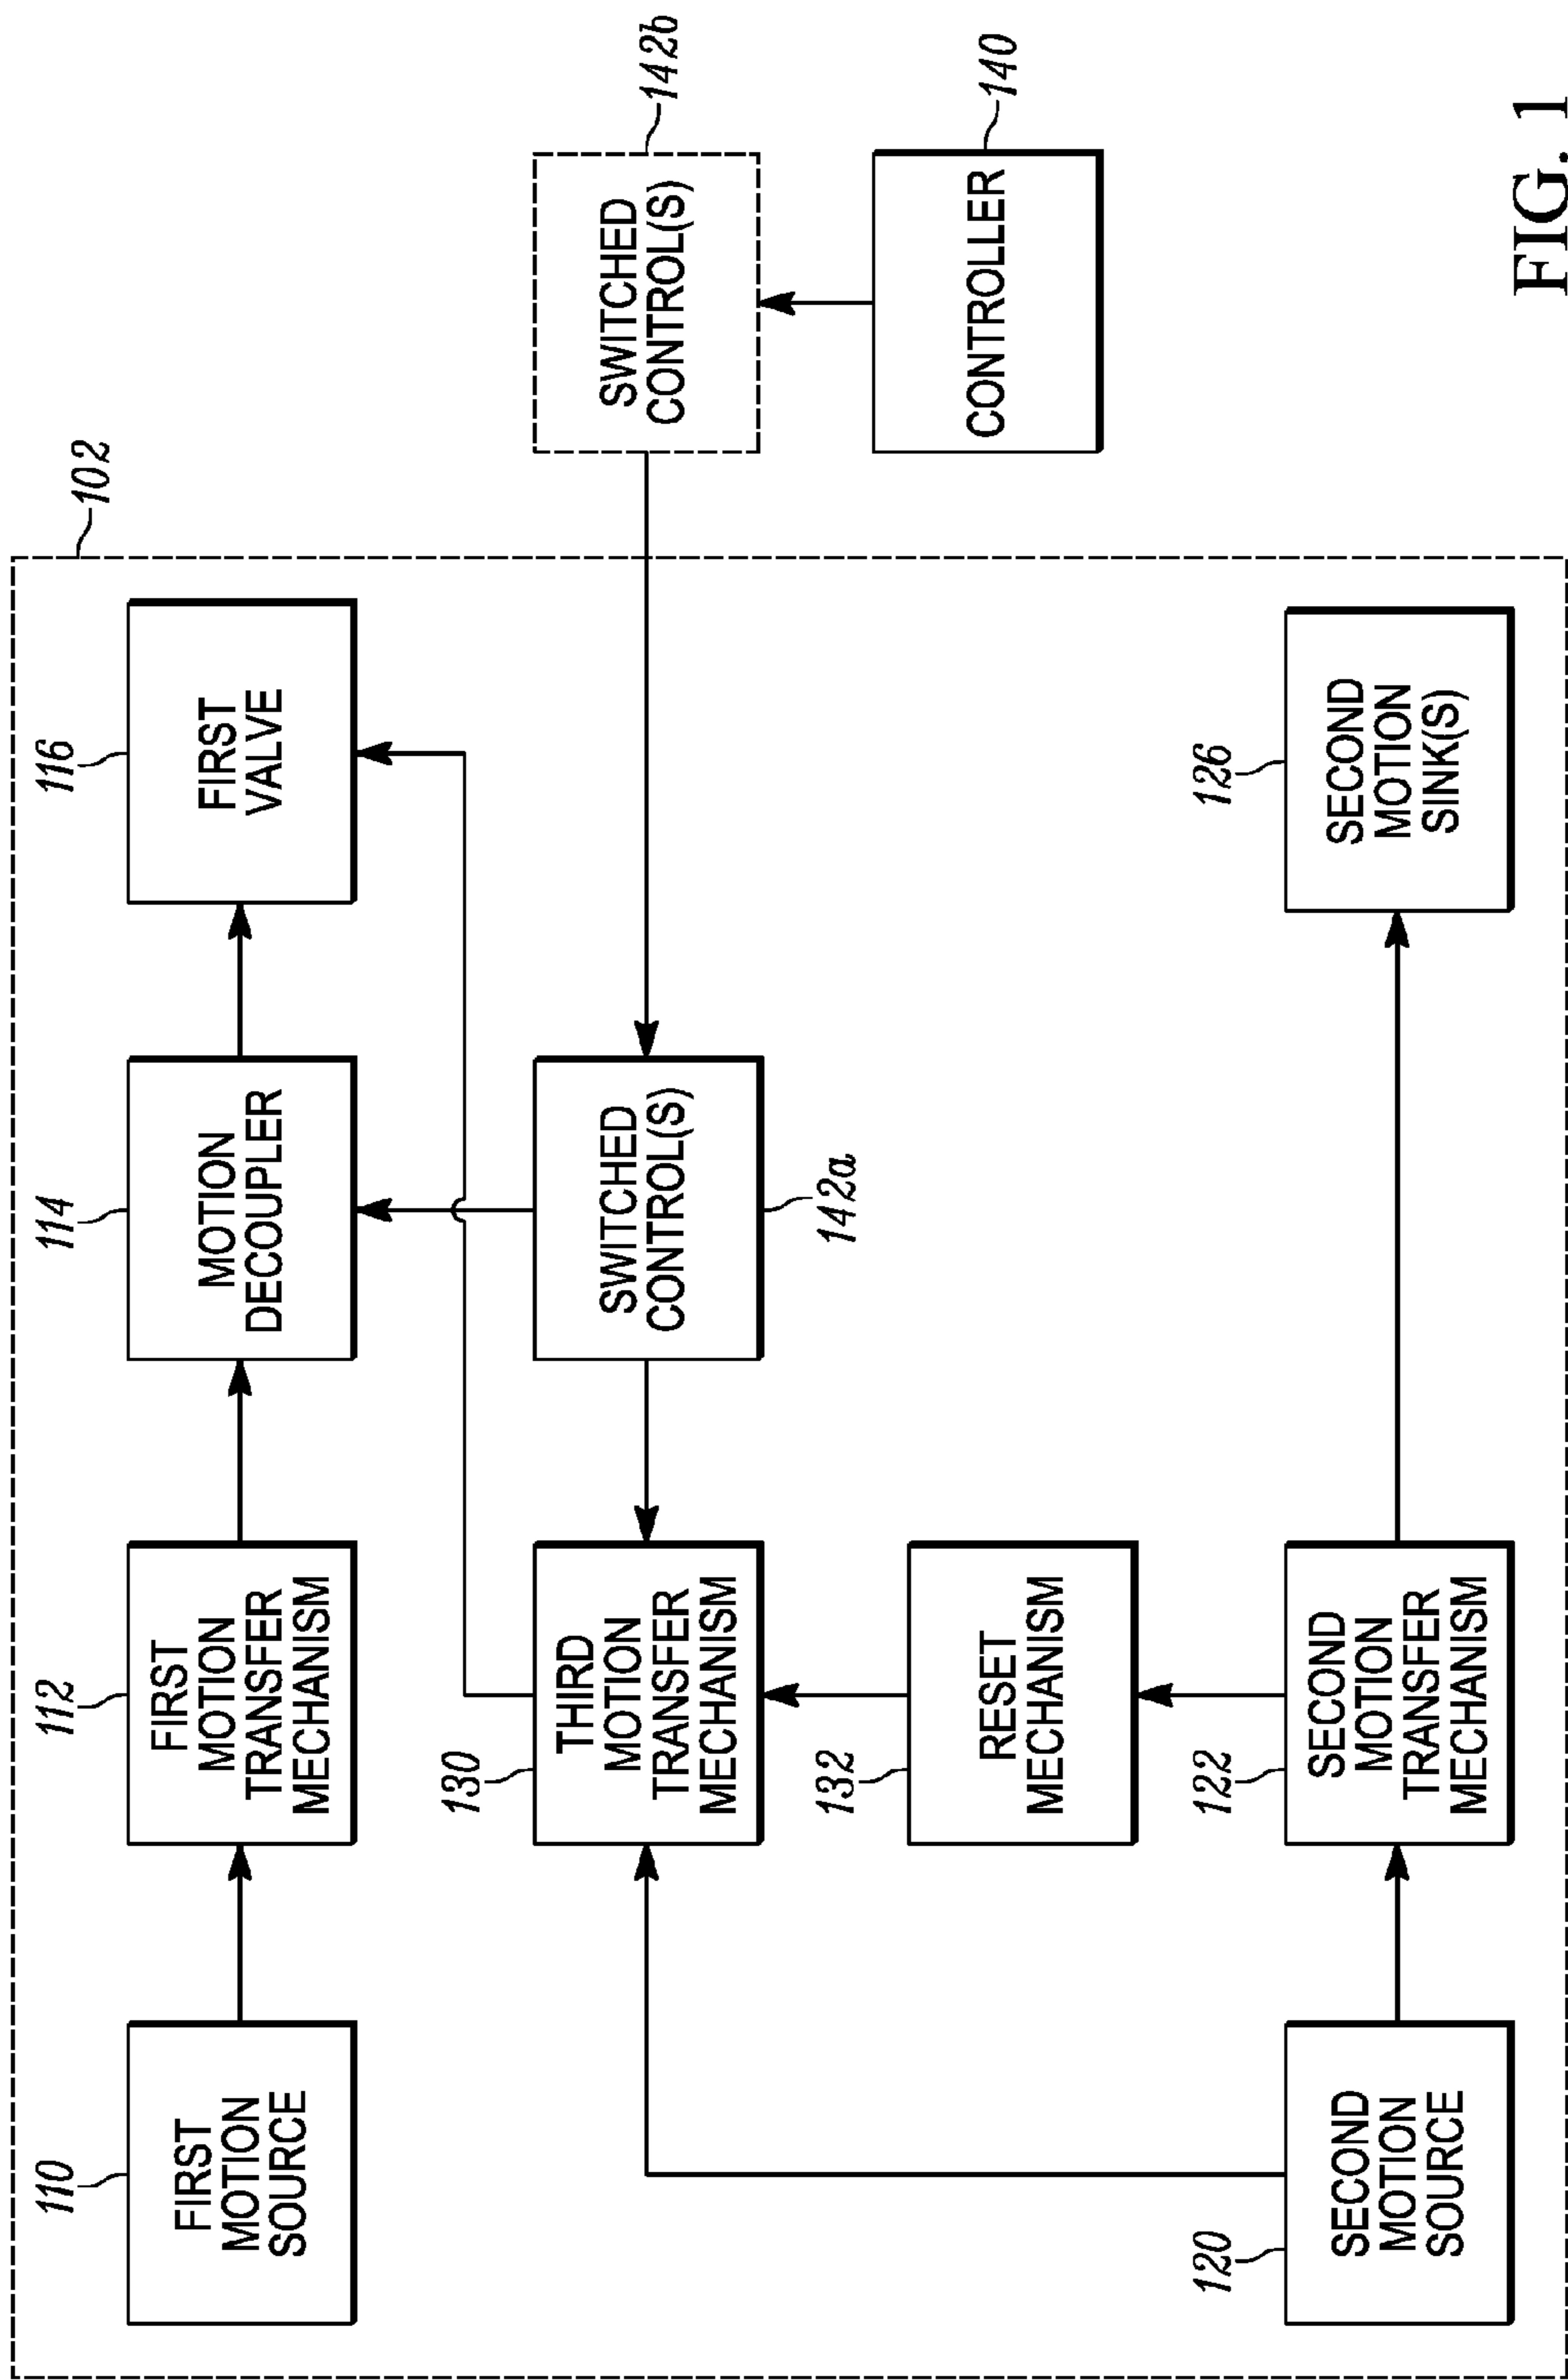 102
110
FIRST
MOTION
SOURCE
112
FIRST
MOTION
TRANSFER
MECHANISM
114
MOTION
DECOUPLER
116
FIRST
VALVE
130
THIRD
MOTION
TRANSFER
MECHANISM
SWITCHED
CONTROL(S)
142a
SWITCHED
CONTROL(S)
142b
132
RESET
MECHANISM
CONTROLLER
140
120
SECOND
MOTION
SOURCE
122
SECOND
MOTION
TRANSFER
MECHANISM
126
SECOND
MOTION
SINK(S)
FIG. 1